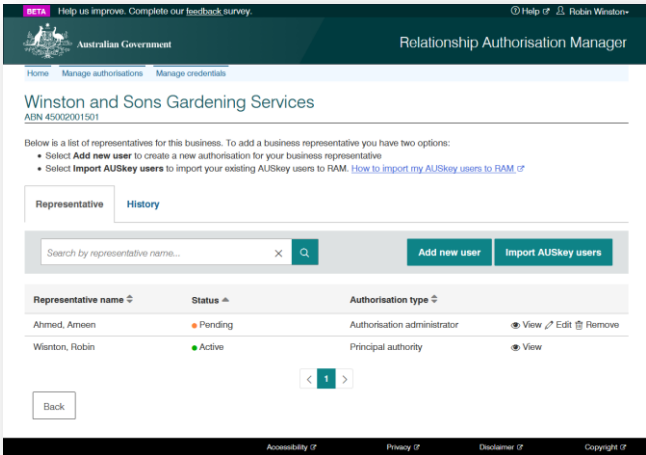 BETA Help us improve. Complete our feedback survey. Help Robin Winston
Australian Government
Relationship Authorisation Manager
Home Manage authorisations Manage credentials
Winston and Sons Gardening Services
ABN 45002001501
Below is a list of representatives for this business. To add a business representative you have two options:
• Select Add new user to create a new authorisation for your business representative
• Select Import AUSkey users to import your existing AUSkey users to RAM. How to import my AUSkey users to RAM
Representative History
Search by representative name... Add new user Import AUSkey users
Representative name Status Authorisation type
Ahmed, Ameen Pending Authorisation administrator View Edit Remove
Wisnton, Robin Active Principal authority View
< 1 >
Back
Accessibility Privacy Disclaimer Copyright